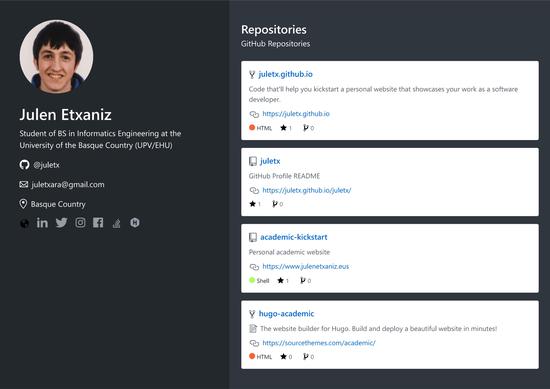 Julen Etxaniz
Student of BS in Informatics Engineering at the
University of the Basque Country (UPV/EHU)
@juletx
juletxara@gmail.com
Basque Country
Repositories
GitHub Repositories
juletx.github.io
Code that'll help you kickstart a personal website that showcases your work as a software
developer.
https://juletx.github.io
HTML 1 0
juletx
GitHub Profile README
https://juletx.github.io/juletx/
1 0
academic-kickstart
Personal academic website
https://www.julenetxaniz.eus
Shell 1 0
hugo-academic
The website builder for Hugo. Build and deploy a beautiful website in minutes!
https://sourcethemes.com/academic/
HTML 0 0